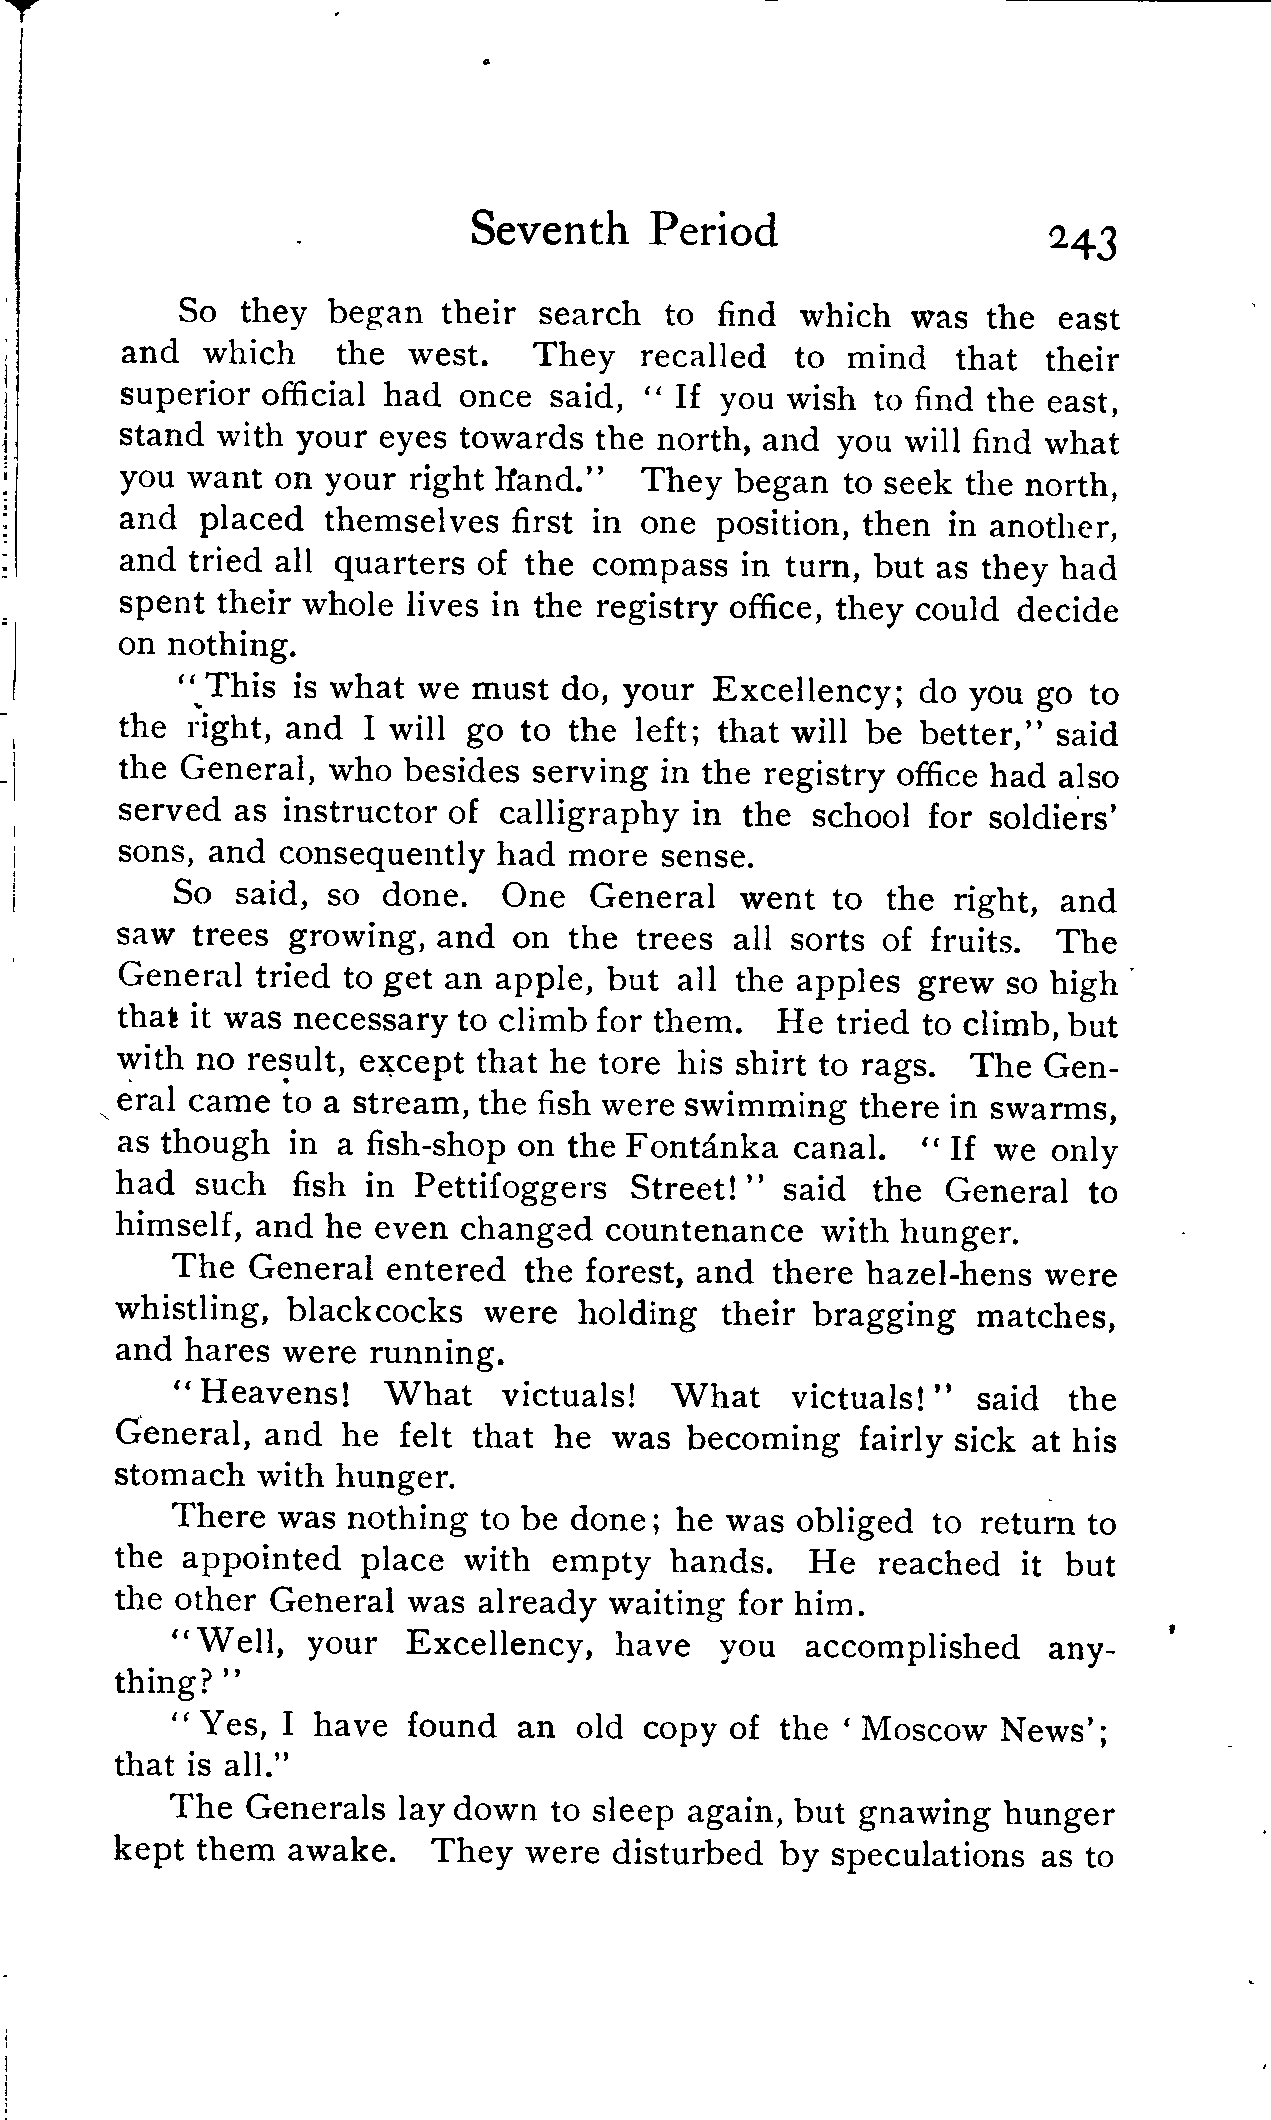 Seventh Period 243
So they began their search to find which was the east
and which the west. They recalled to mind that their
superior official had once said, " If you wish to find the east,
stand with your eyes towards the north, and you will find what
you want on your right hand." They began to seek the north,
and placed themselves first in one position, then in another,
and tried all quarters of the compass in turn, but as they had
spent their whole lives in the registry office, they could decide
on nothing.
"This is what we must do, your Excellency; do you go to
the right, and I will go to the left; that will be better," said
the General, who besides serving in the registry office had also
served as instructor of calligraphy in the school for soldiers'
sons, and consequently had more sense.
So said, so done. One General went to the right, and
saw trees growing, and on the trees all sorts of fruits. The
General tried to get an apple, but all the apples grew so high
that it was necessary to climb for them. He tried to climb, but
with no result, except that he tore his shirt to rags. The Gen-
eral came to a stream, the fish were swimming there in swarms,
as though in a fish-shop on the Fontánka canal. " If we only
had such fish in Pettifoggers Street! " said the General to
himself, and he even changed countenance with hunger.
The General entered the forest, and there hazel-hens were
whistling, blackcocks were holding their bragging matches,
and hares were running.
" Heavens! What victuals! What victuals! " said the
General, and he felt that he was becoming fairly sick at his
stomach with hunger.
There was nothing to be done; he was obliged to return to
the appointed place with empty hands. He reached it but
the other General was already waiting for him.
"Well, your Excellency, have you accomplished any-
thing? "
" Yes, I have found an old copy of the ' Moscow News';
that is all."
The Generals lay down to sleep again, but gnawing hunger
kept them awake. They were disturbed by speculations as to